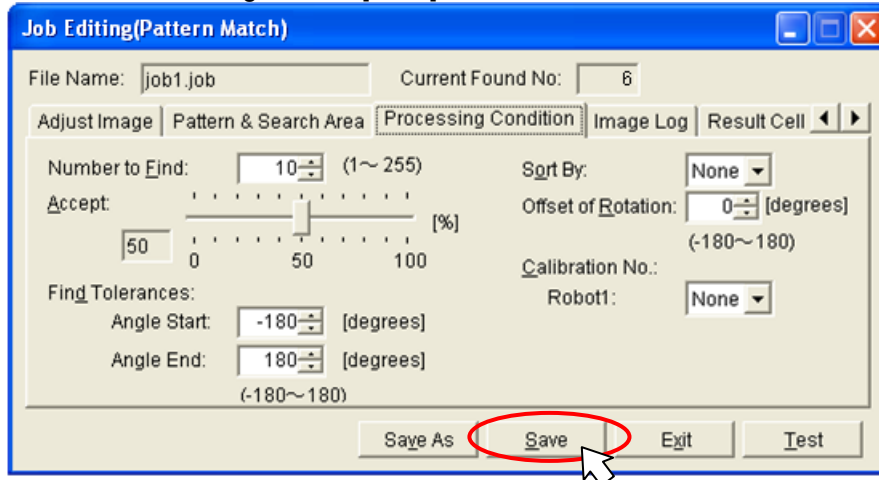 Job Editing(Pattern Match)
File Name: job1.job Current Found No: 6
Adjust Image Pattern & Search Area Processing Condition Image Log Result Cell
Number to Find: 10 (1~ 255) Sort By: None
Accept: [%] Offset of Rotation: 0 [degrees]
50 (-180~180)
0 50 100 Calibration No.:
Find Tolerances: Robot1: None
Angle Start: -180 [degrees]
Angle End: 180 [degrees]
(-180~180)
Save As Save Exit Test